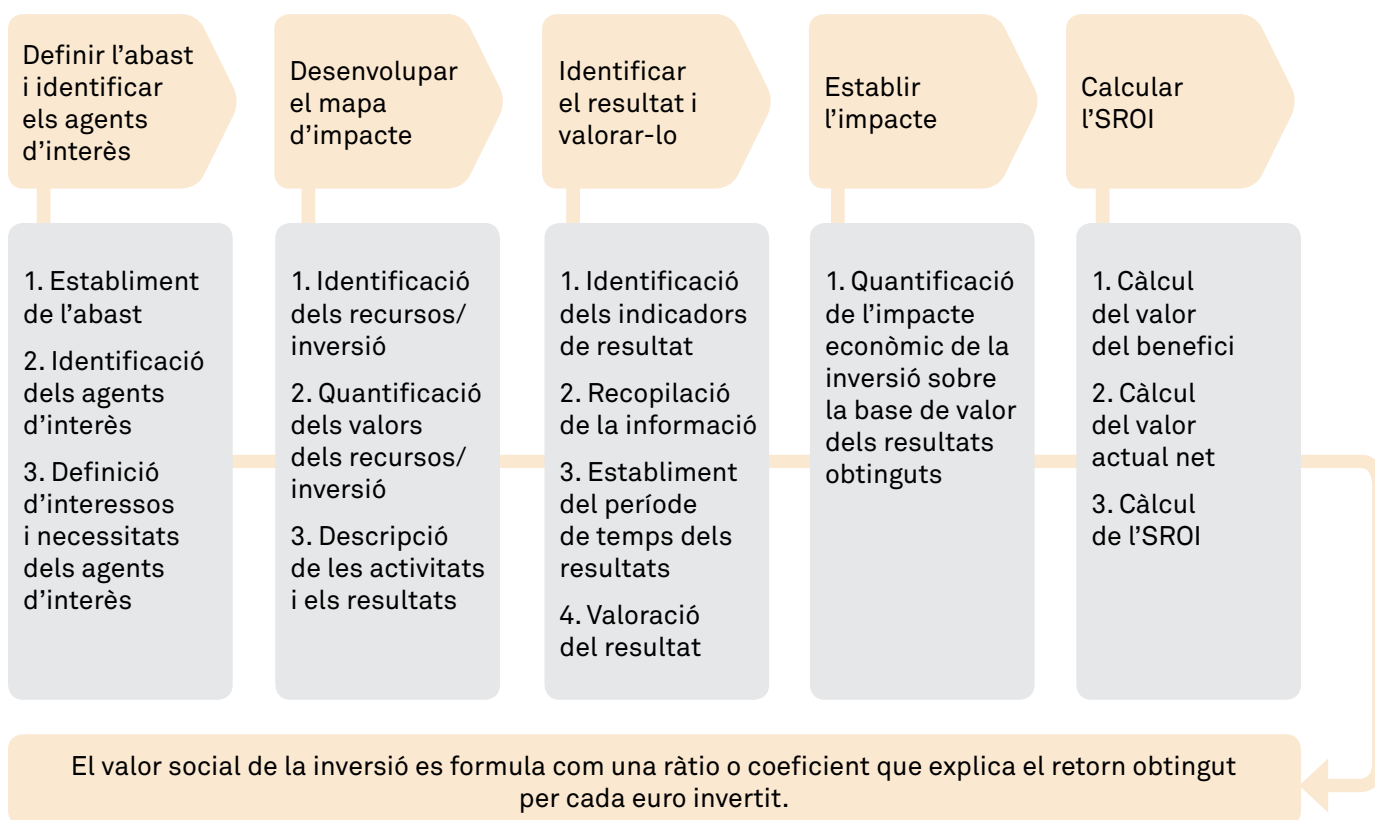 Definir l’abast
i identificar
els agents
d’interès
Desenvolupar
el mapa
d’impacte
Identificar
el resultat i
valorar-lo
Establir
l’impacte
Calcular
l’SROI
1. Establiment
de l’abast
2. Identificació
dels agents
d’interès
3. Definició
d’interessos
i necessitats
dels agents
d’interès
1. Identificació
dels recursos/
inversió
2. Quantificació
dels valors
dels recursos/
inversió
3. Descripció
de les activitats
i els resultats
1. Identificació
dels indicadors
de resultat
2. Recopilació
de la informació
3. Establiment
del període
de temps dels
resultats
4. Valoració
del resultat
1. Quantificació
de l’impacte
econòmic de la
inversió sobre
la base de valor
dels resultats
obtinguts
1. Càlcul
del valor
del benefici
2. Càlcul
del valor
actual net
3. Càlcul
de l’SROI
El valor social de la inversió es formula com una ràtio o coeficient que explica el retorn obtingut
per cada euro invertit.